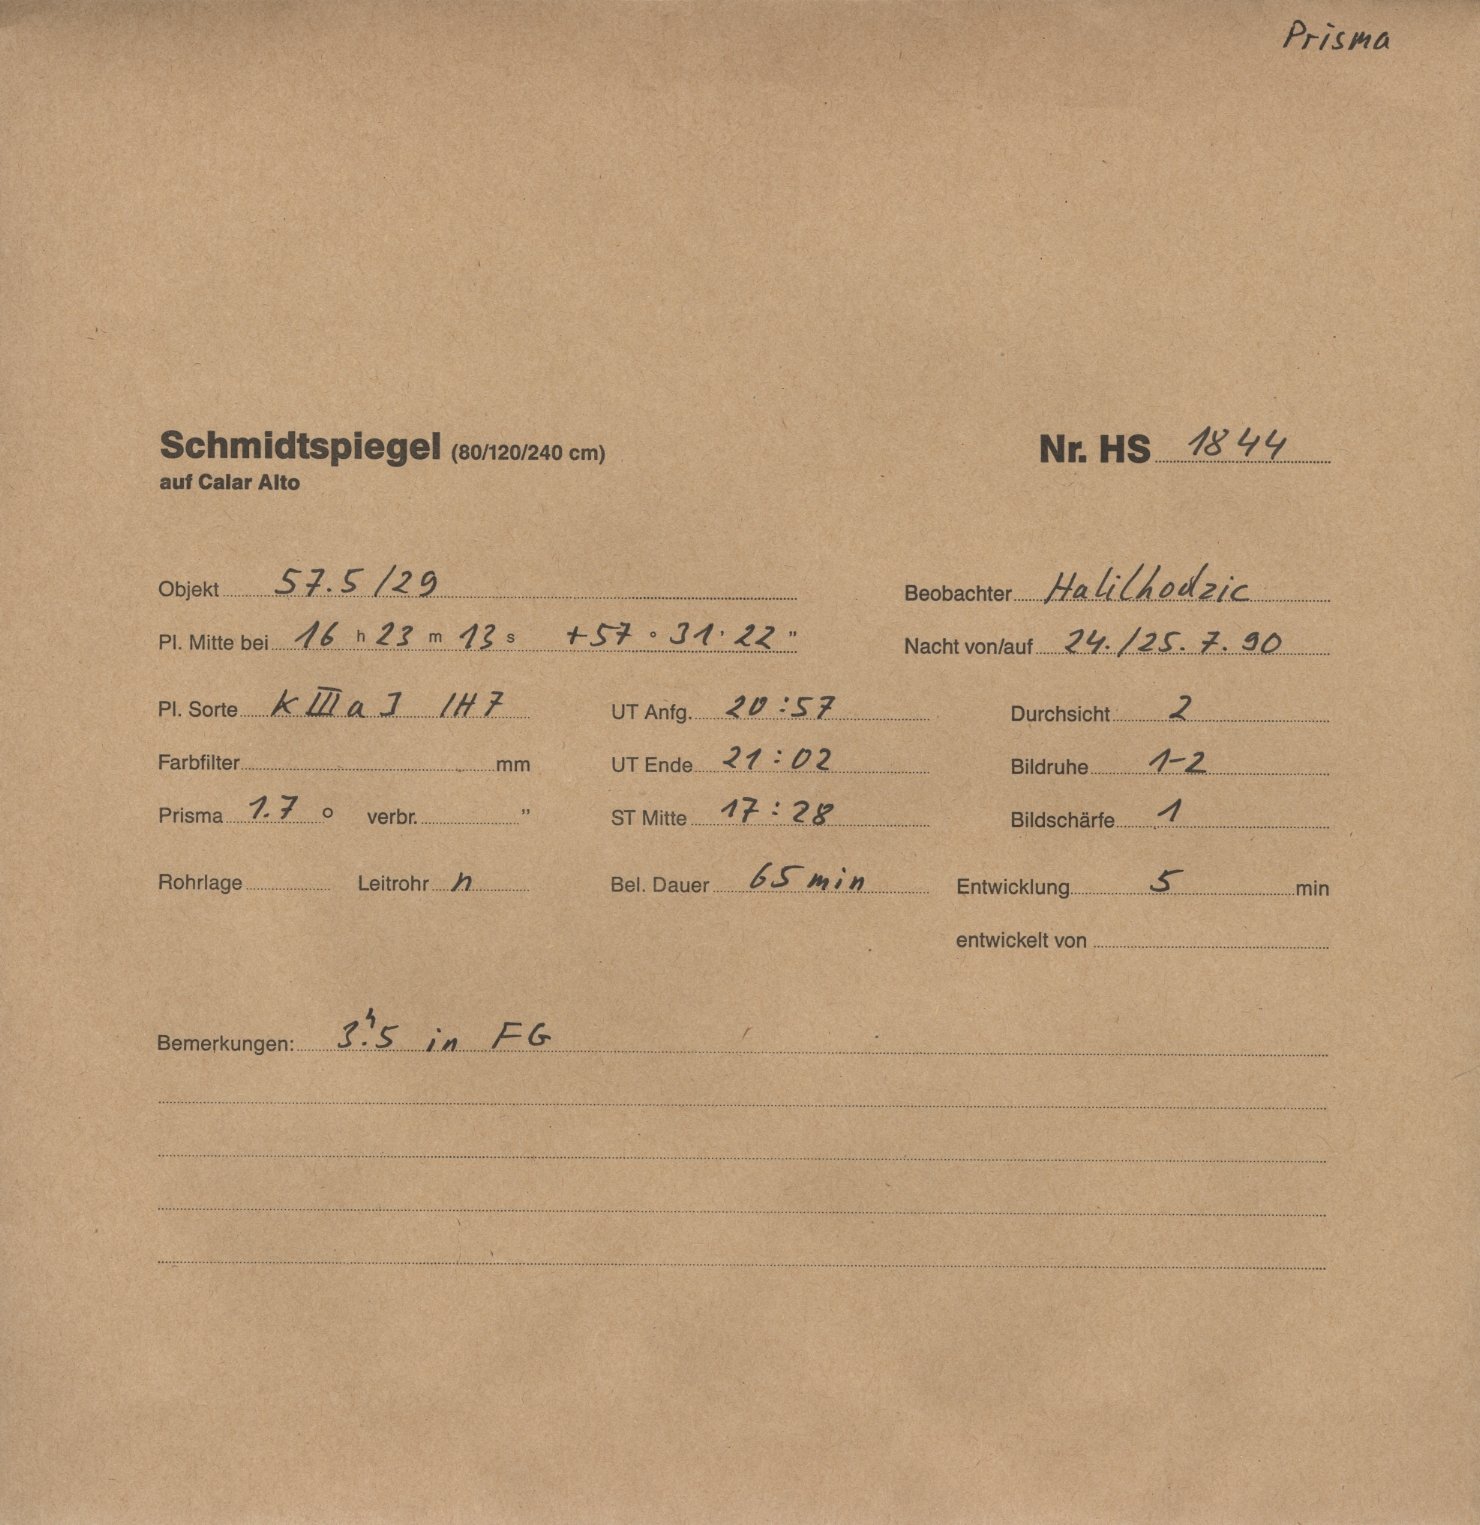 Prisma
Schmidtspiegel (80/120/240 cm) Nr. HS 1844
auf Calar Alto
Objekt 57.5/29 Beobachter Halilhodzic
Pl. Mitte bei 16 h 23 m 13 s +57 ° 31 ' 22 " Nacht von/auf 24./25. 7. 90
Pl. Sorte K III a J IH7 UT Anfg. 20:57 Durchsicht 2
Farbfilter mm UT Ende 21:02 Bildruhe 1-2
Prisma 1.7 ° verbr. " ST Mitte 17:28 Bildschärfe 1
Rohrlage Leitrohr n Bel. Dauer 65 min Entwicklung 5 min
entwickelt von
Bemerkungen: 3ʰ.5 in FG